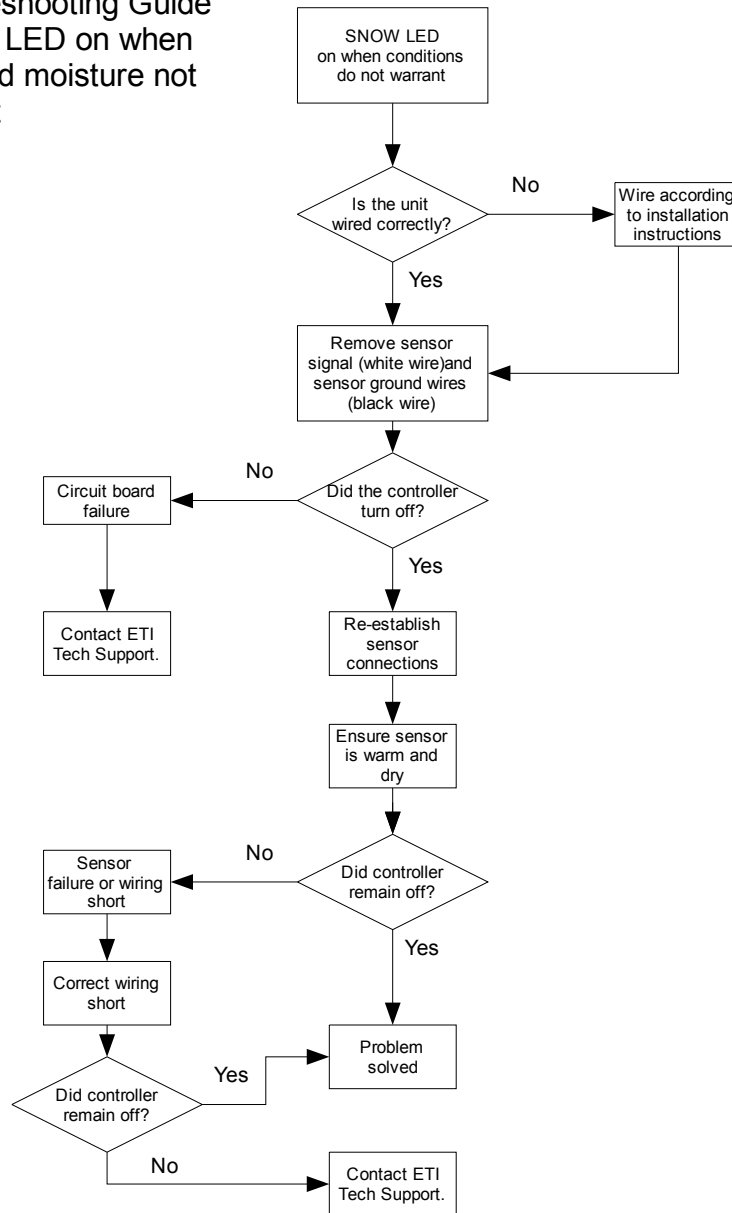 LED on when
d moisture not
SNOW LED
on when conditions
do not warrant
Is the unit
wired correctly?
No
Wire according
to installation
instructions
Yes
Remove sensor
signal (white wire)and
sensor ground wires
(black wire)
Did the controller
turn off?
No
Circuit board
failure
Contact ETI
Tech Support.
Yes
Re-establish
sensor
connections
Ensure sensor
is warm and
dry
Did controller
remain off?
No
Sensor
failure or wiring
short
Correct wiring
short
Yes
Problem
solved
Did controller
remain off?
Yes
No
Contact ETI
Tech Support.